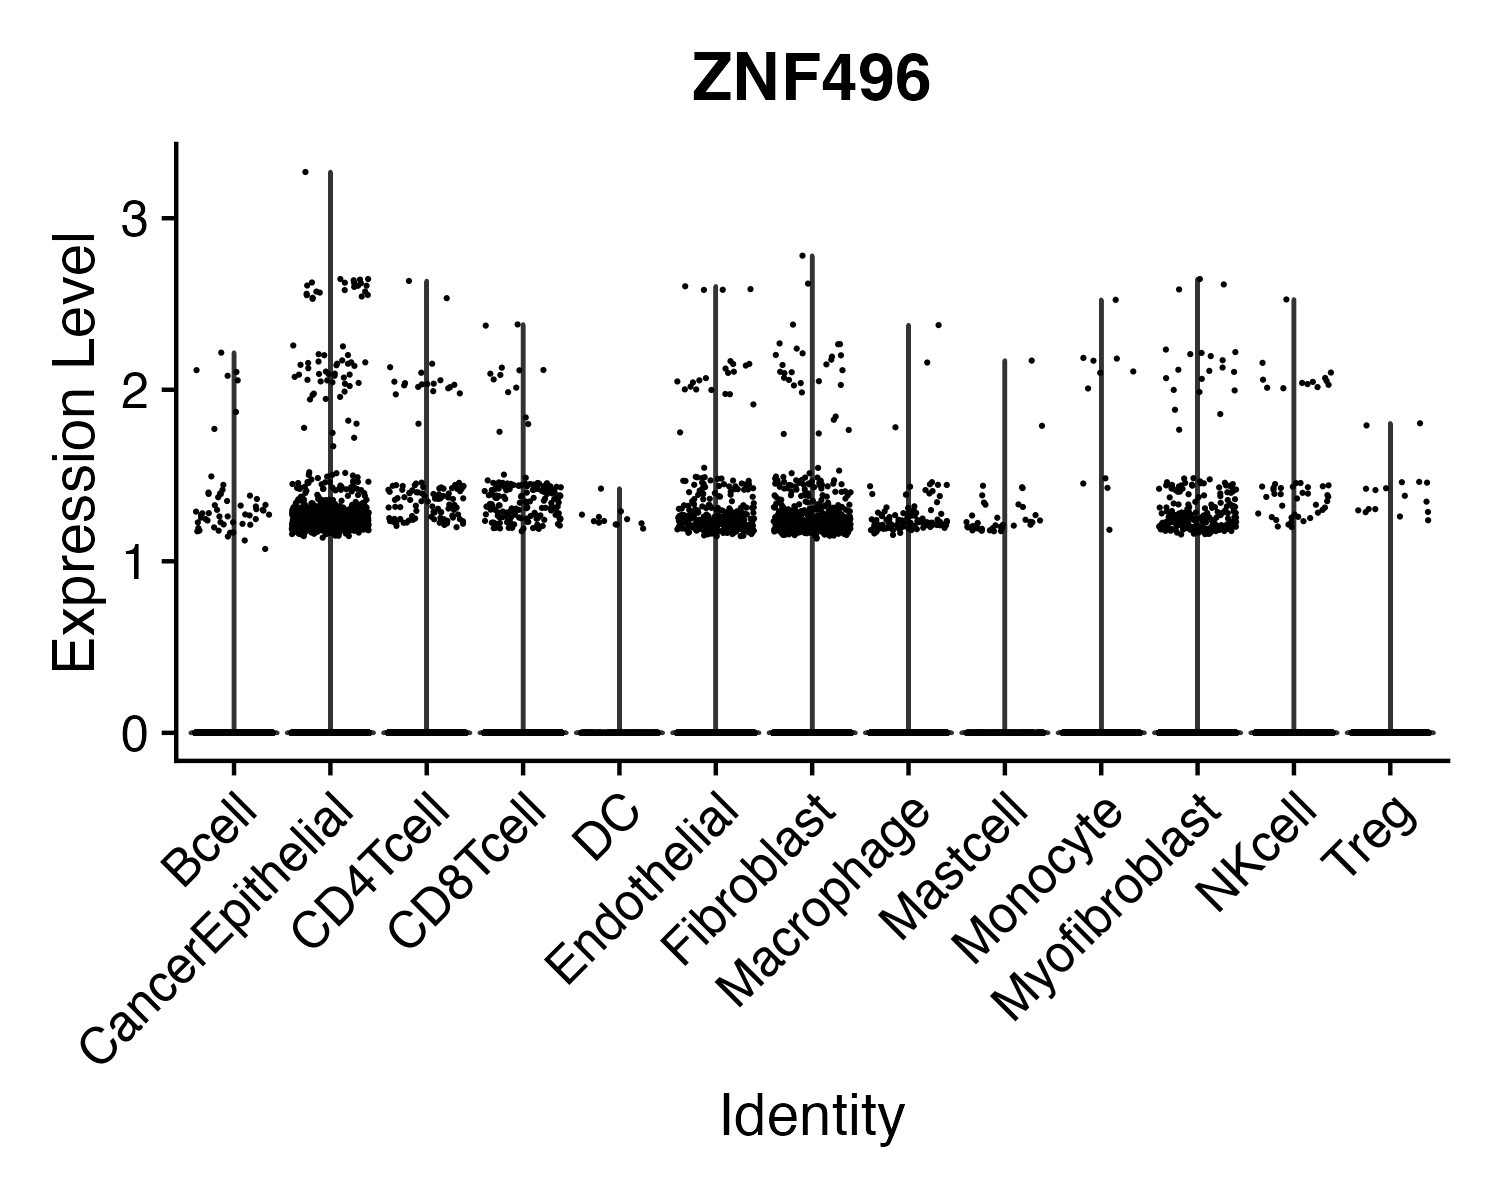 ZNF496
Expression Level
3
2
1
0
Bcell
CancerEpithelial
CD4Tcell
CD8Tcell
DC
Endothelial
Fibroblast
Macrophage
Mastcell
Monocyte
Myofibroblast
NKcell
Treg
Identity